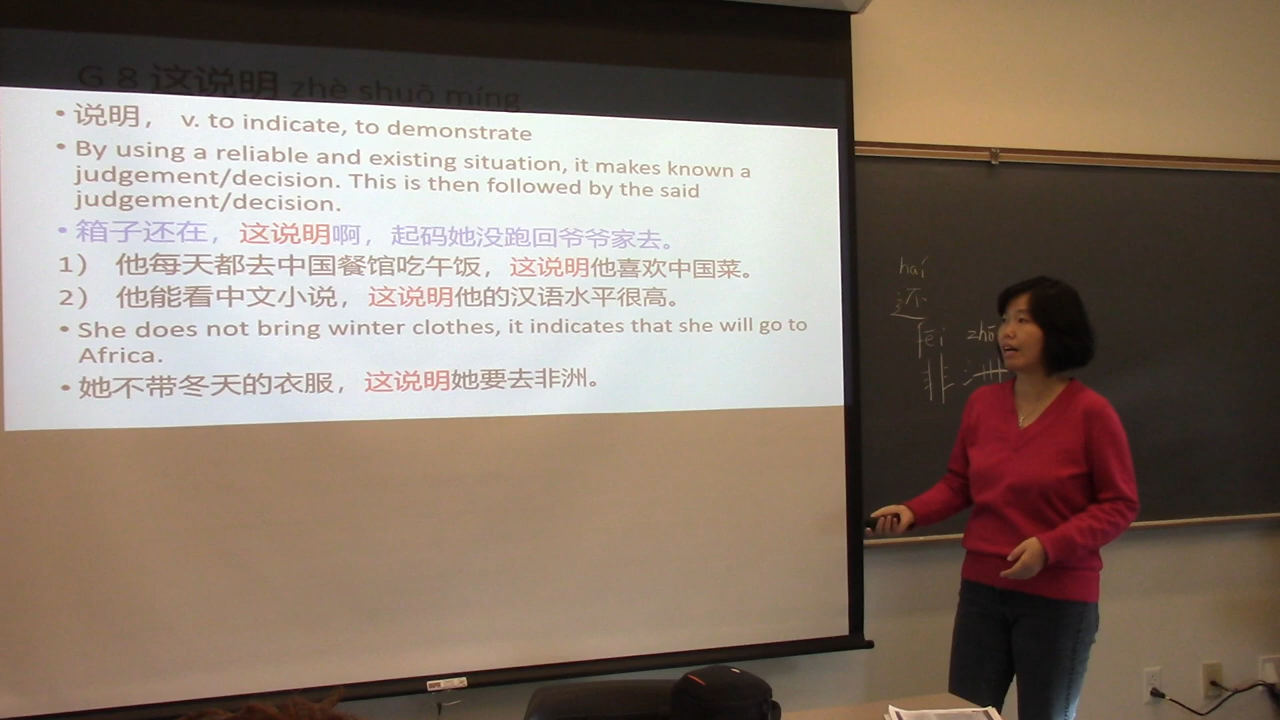 G 8 这说明 zhè shuō míng
• 说明， v. to indicate, to demonstrate
• By using a reliable and existing situation, it makes known a
judgement/decision. This is then followed by the said
judgement/decision.
• 箱子还在，这说明啊，起码她没跑回爷爷家去。
1） 他每天都去中国餐馆吃午饭，这说明他喜欢中国菜。
2） 他能看中文小说，这说明他的汉语水平很高。
• She does not bring winter clothes, it indicates that she will go to
Africa.
• 她不带冬天的衣服，这说明她要去非洲。
haí
还
fēi zhō
非 洲